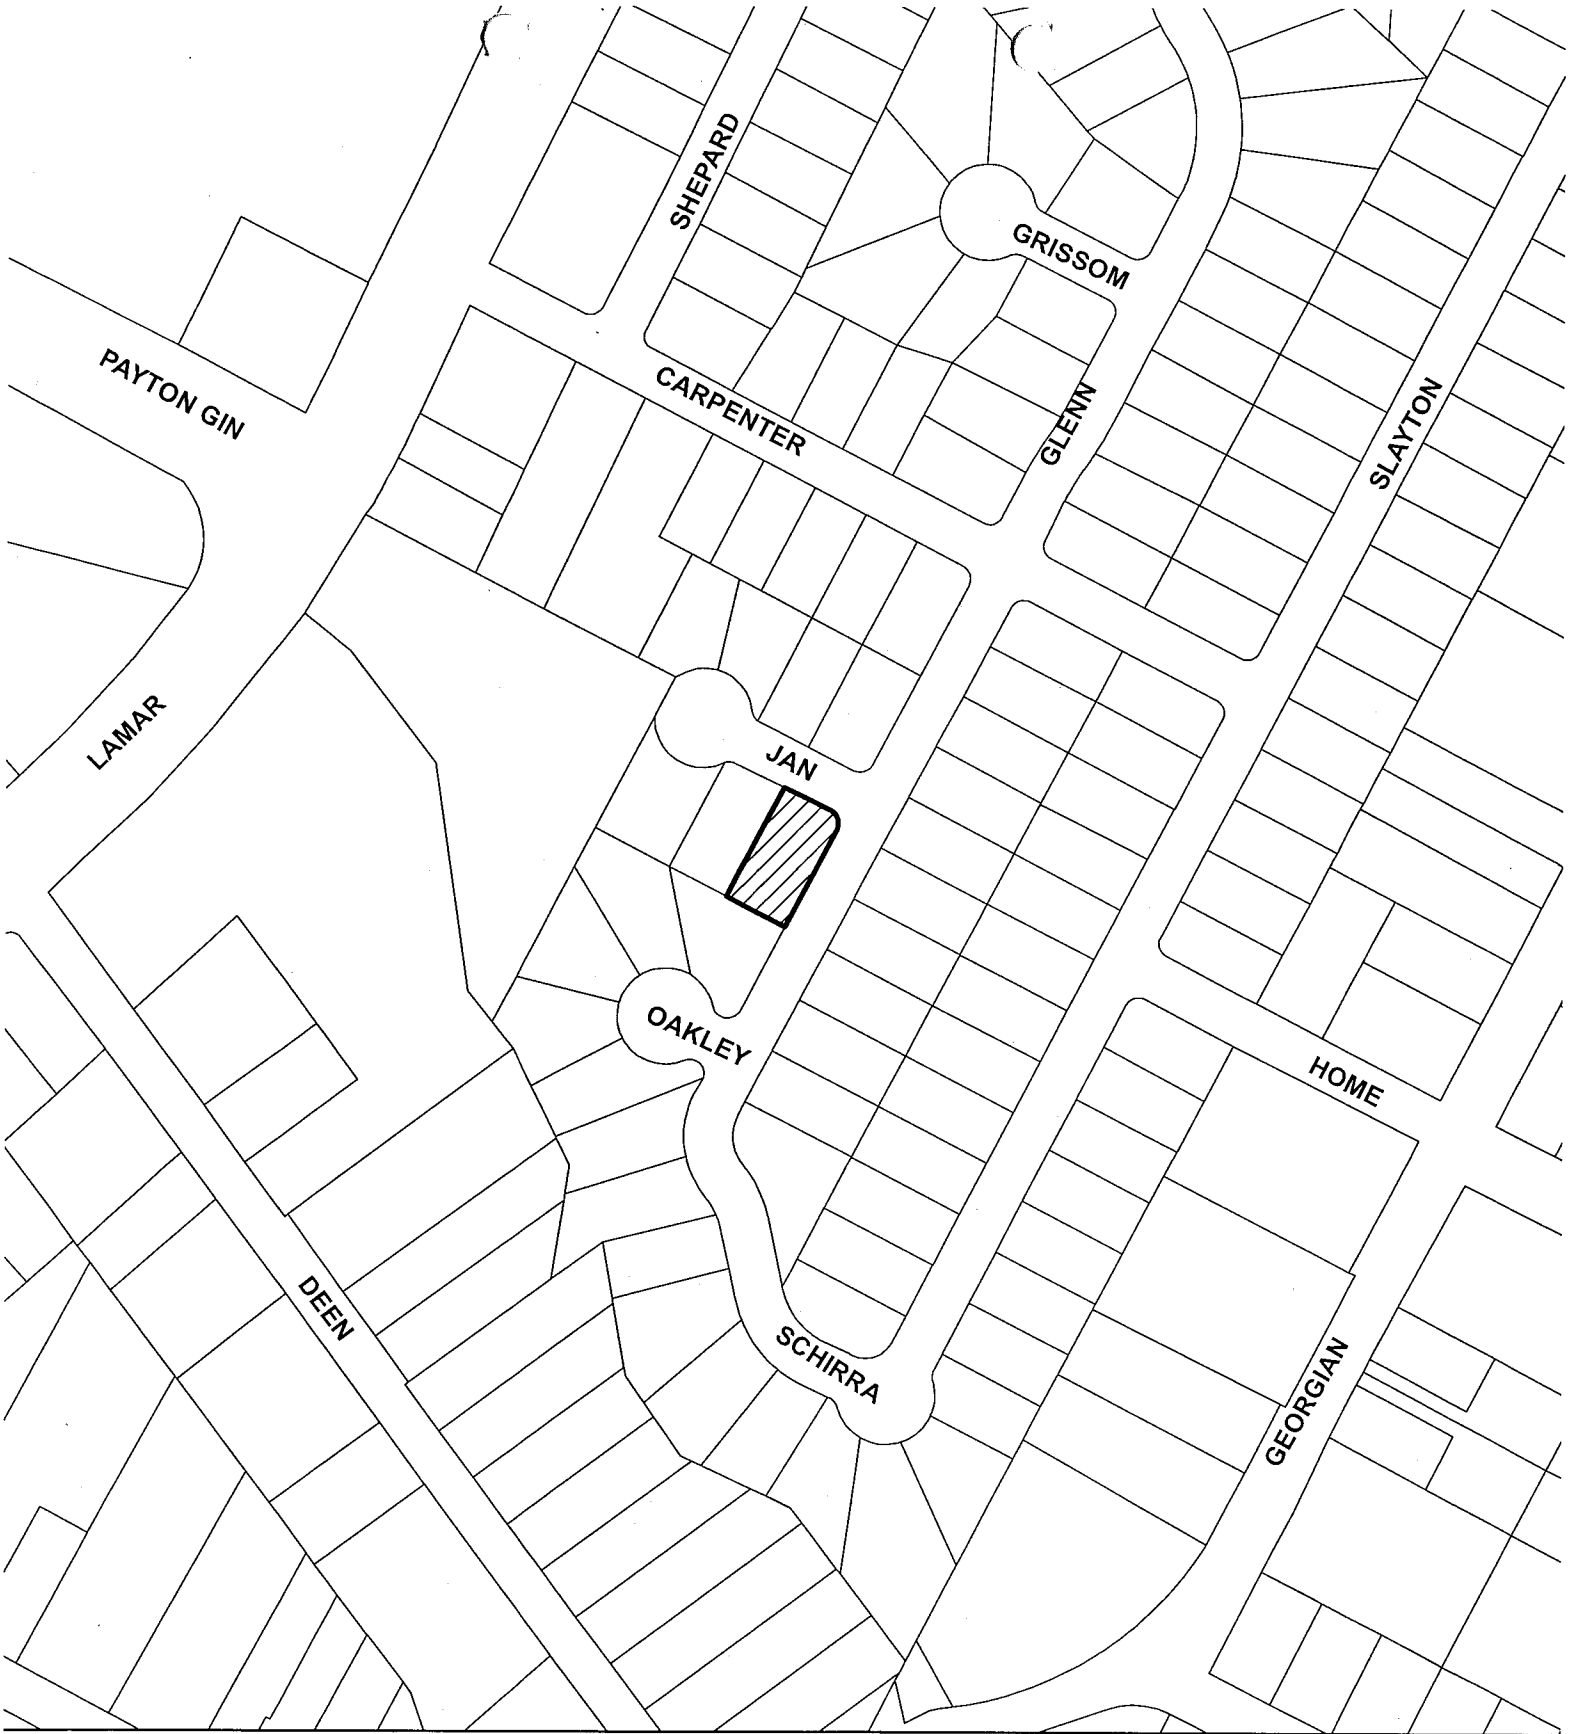 SHEPARD
GRISSOM
PAYTON GIN
CARPENTER
GLENN
SLAYTON
LAMAR
JAN
OAKLEY
HOME
DEEN
SCHIRRA
GEORGIAN